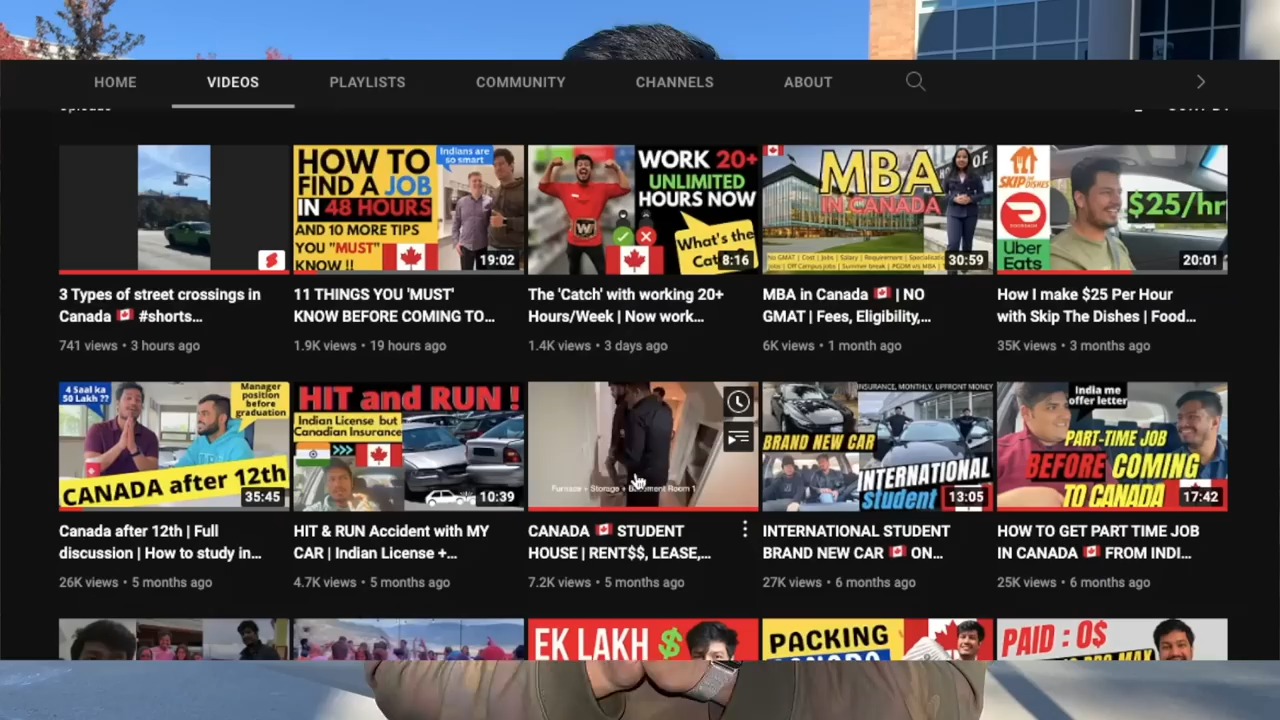 HOME VIDEOS PLAYLISTS COMMUNITY CHANNELS ABOUT
HOW TO
FIND A JOB
IN 48 HOURS
AND 10 MORE TIPS
YOU "MUST"
KNOW !!
Indians are
so smart
19:02
WORK 20+
UNLIMITED
HOURS NOW
What's the
8:16
MBA
IN CANADA
30:59
SKIP
THE DISHES
DOORDASH
Uber
Eats
$25/hr
20:01
3 Types of street crossings in
Canada 🇨🇦 #shorts...
741 views • 3 hours ago
11 THINGS YOU 'MUST'
KNOW BEFORE COMING TO...
1.9K views • 19 hours ago
The 'Catch' with working 20+
Hours/Week | Now work...
1.4K views • 3 days ago
MBA in Canada 🇨🇦 | NO
GMAT | Fees, Eligibility,...
6K views • 1 month ago
How I make $25 Per Hour
with Skip The Dishes | Food...
35K views • 3 months ago
4 Saal ka
50 Lakh ??
Manager
position
before
graduation
CANADA after 12th
35:45
HIT and RUN !
Indian License but
Canadian Insurance
10:39
Furnace + Storage +
Room 1
INSURANCE, MONTHLY, UPFRONT MONEY
BRAND NEW CAR
INTERNATIONAL
student
13:05
India me
offer letter
PART-TIME JOB
BEFORE COMING
TO CANADA
17:42
Canada after 12th | Full
discussion | How to study in...
26K views • 5 months ago
HIT & RUN Accident with MY
CAR | Indian License +...
4.7K views • 5 months ago
CANADA 🇨🇦 STUDENT
HOUSE | RENT$$, LEASE,...
7.2K views • 5 months ago
INTERNATIONAL STUDENT
BRAND NEW CAR 🇨🇦 ON...
27K views • 6 months ago
HOW TO GET PART TIME JOB
IN CANADA 🇨🇦 FROM INDI...
25K views • 6 months ago
EK LAKH $
PACKING
PAID : 0$